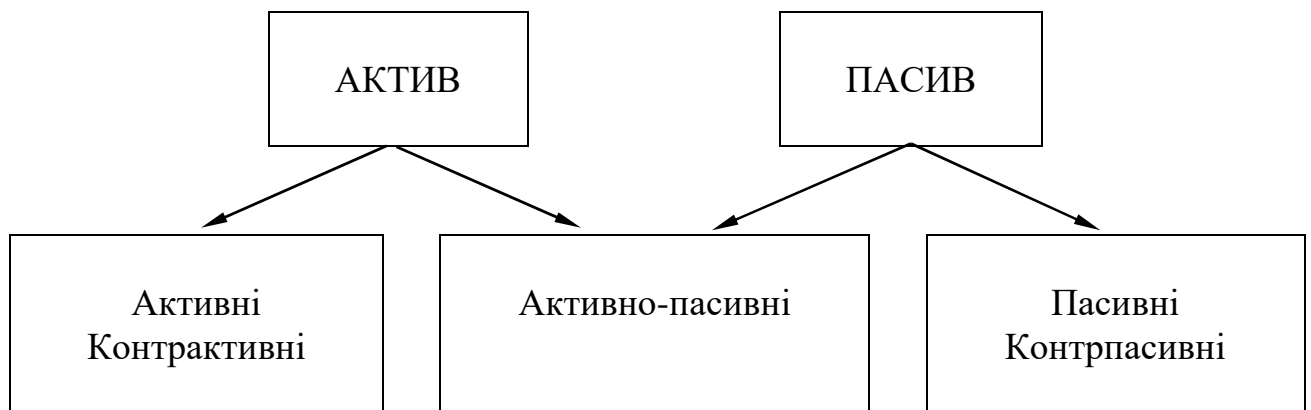 АКТИВ
ПАСИВ
Активні
Контрактивні
Активно-пасивні
Пасивні
Контрпасивні